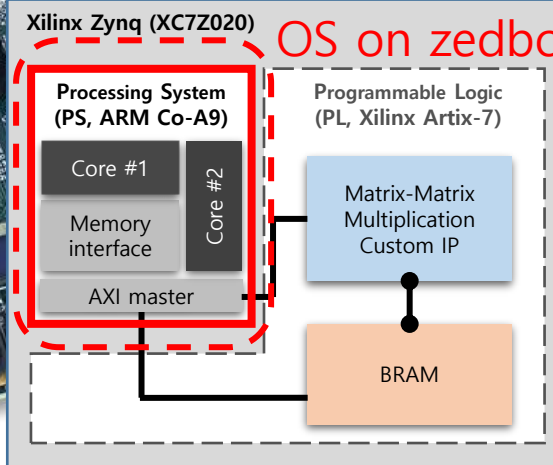 Xilinx Zynq (XC7Z020)
OS on zedbo
Processing System
(PS, ARM Co-A9)
Programmable Logic
(PL, Xilinx Artix-7)
Core #1
Core #2
Memory
interface
AXI master
Matrix-Matrix
Multiplication
Custom IP
BRAM